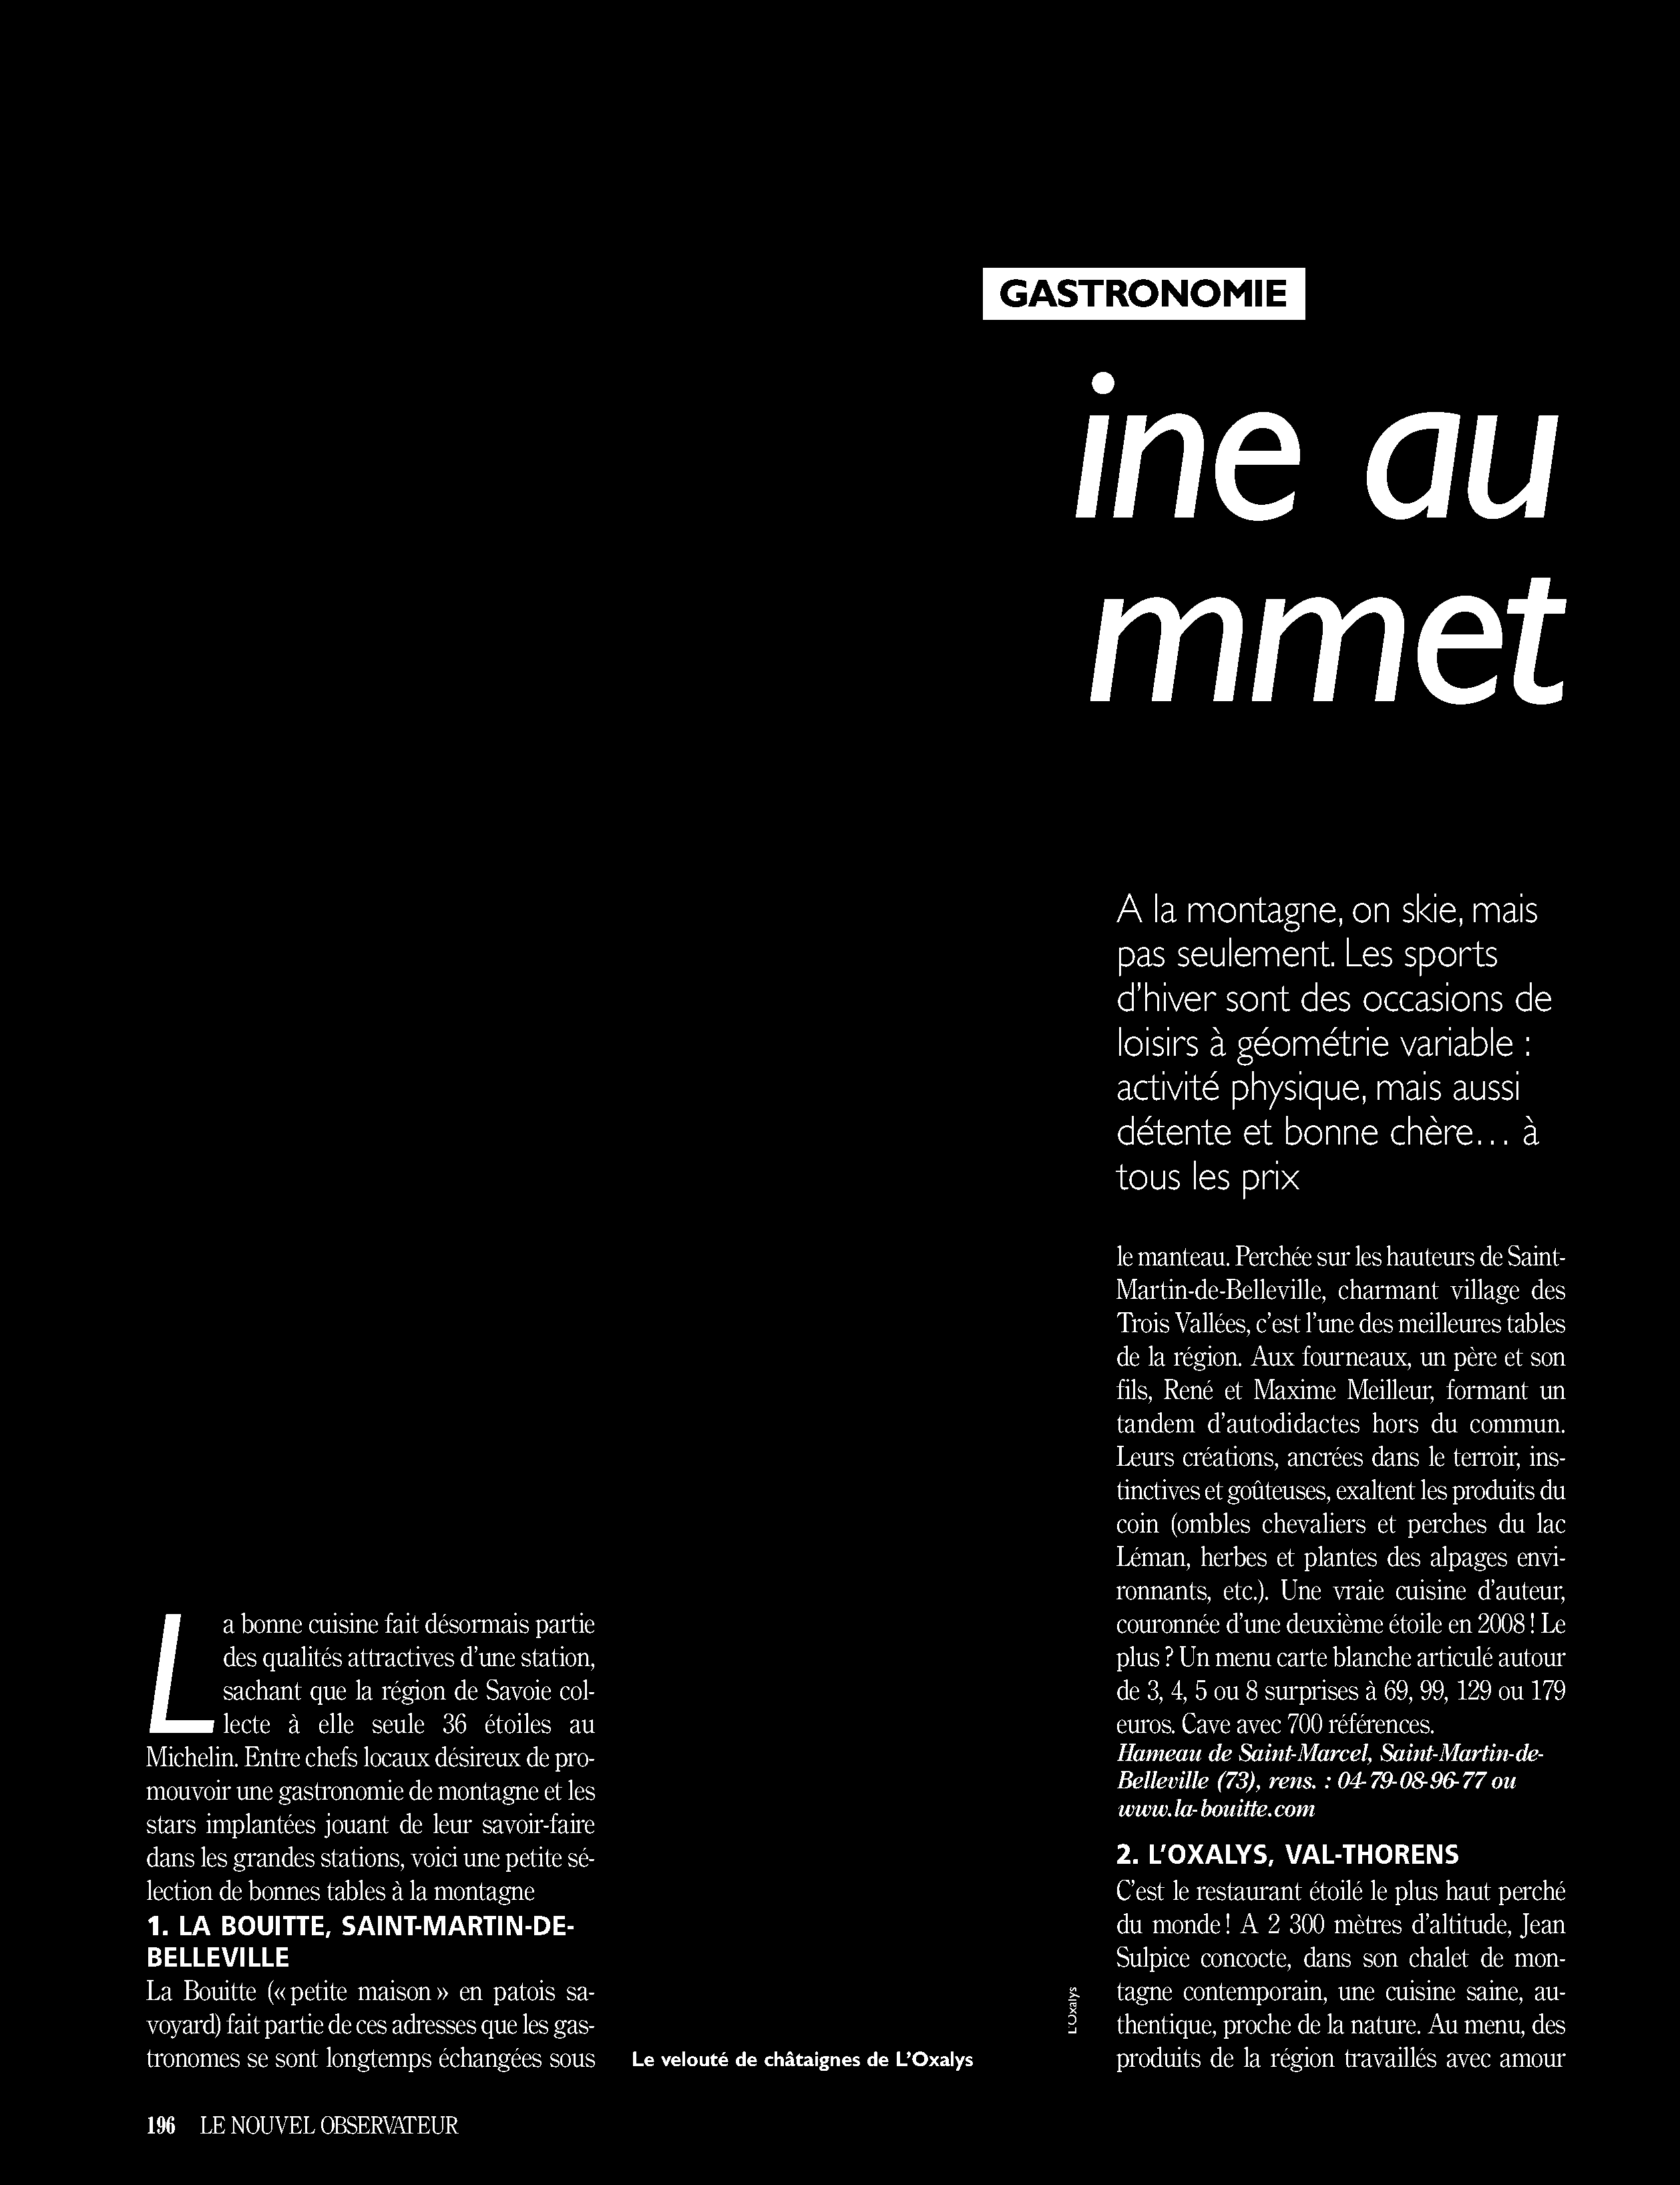 GASTRONOMIE
ine au
mmet
A la montagne, on skie, mais
pas seulement. Les sports
d’hiver sont des occasions de
loisirs à géométrie variable :
activité physique, mais aussi
détente et bonne chère… à
tous les prix
La bonne cuisine fait désormais partie
des qualités attractives d’une station,
sachant que la région de Savoie col-
lecte à elle seule 36 étoiles au
Michelin. Entre chefs locaux désireux de pro-
mouvoir une gastronomie de montagne et les
stars implantées jouant de leur savoir-faire
dans les grandes stations, voici une petite sé-
lection de bonnes tables à la montagne
1. LA BOUITTE, SAINT-MARTIN-DE-
BELLEVILLE
La Bouitte (« petite maison » en patois sa-
voyard) fait partie de ces adresses que les gas-
tronomes se sont longtemps échangées sous
le manteau. Perchée sur les hauteurs de Saint-
Martin-de-Belleville, charmant village des
Trois Vallées, c’est l’une des meilleures tables
de la région. Aux fourneaux, un père et son
fils, René et Maxime Meilleur, formant un
tandem d’autodidactes hors du commun.
Leurs créations, ancrées dans le terroir, ins-
tinctives et goûteuses, exaltent les produits du
coin (ombles chevaliers et perches du lac
Léman, herbes et plantes des alpages envi-
ronnants, etc.). Une vraie cuisine d’auteur,
couronnée d’une deuxième étoile en 2008 ! Le
plus ? Un menu carte blanche articulé autour
de 3, 4, 5 ou 8 surprises à 69, 99, 129 ou 179
euros. Cave avec 700 références.
Hameau de Saint-Marcel, Saint-Martin-de-
Belleville (73), rens. : 04-79-08-96-77 ou
www.la-bouitte.com
2. L’OXALYS, VAL-THORENS
C’est le restaurant étoilé le plus haut perché
du monde ! A 2 300 mètres d’altitude, Jean
Sulpice concocte, dans son chalet de mon-
tagne contemporain, une cuisine saine, au-
thentique, proche de la nature. Au menu, des
produits de la région travaillés avec amour
L’Oxalys
Le velouté de châtaignes de L’Oxalys
196 LE NOUVEL OBSERVATEUR